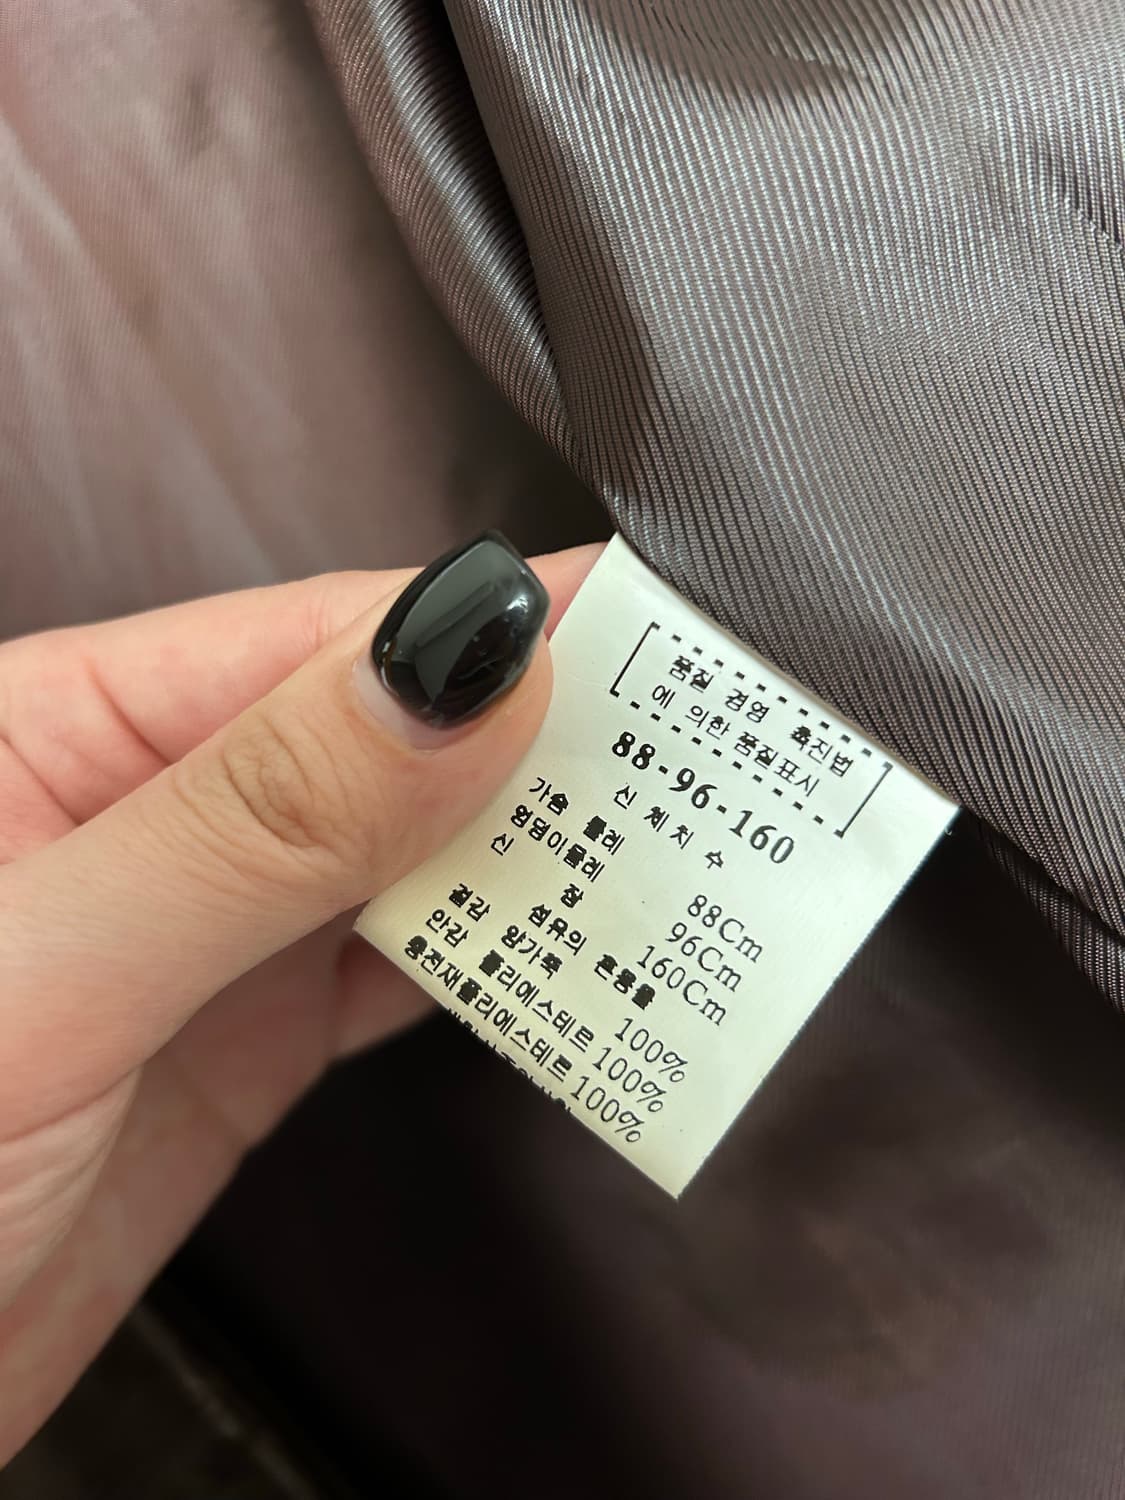 품질 경영 촉진법
에 의한 품질표시
88-96-160
신 체 치 수
가슴 둘레 88Cm
엉덩이둘레 96Cm
신 장 160Cm
섬유의 혼용율
겉감 양가죽 100%
안감 폴리에스테르 100%
충전재폴리에스테르 100%